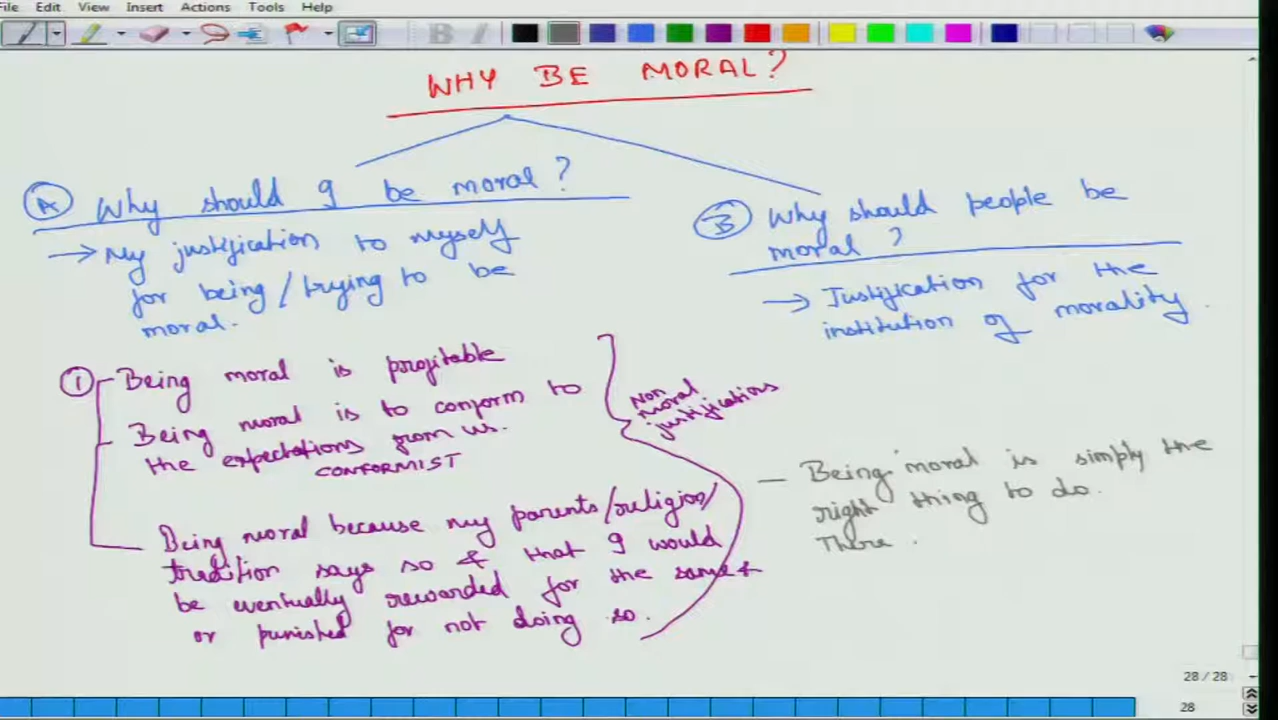 File Edit View Insert Actions Tools Help
B I
WHY BE MORAL?
A Why should I be moral?
→ My justification to myself
for being/trying to be
moral.
B Why should people be
moral?
→ Justification for the
institution of morality.
1 Being moral is profitable
Being moral is to conform to
the expectations from us.
CONFORMIST
Being moral because my parents/religion/
tradition says so & that I would
be eventually rewarded for the same &
or punished for not doing so.
Non
moral
justifications
— Being moral is simply the
right thing to do.
There.
28 / 28
28